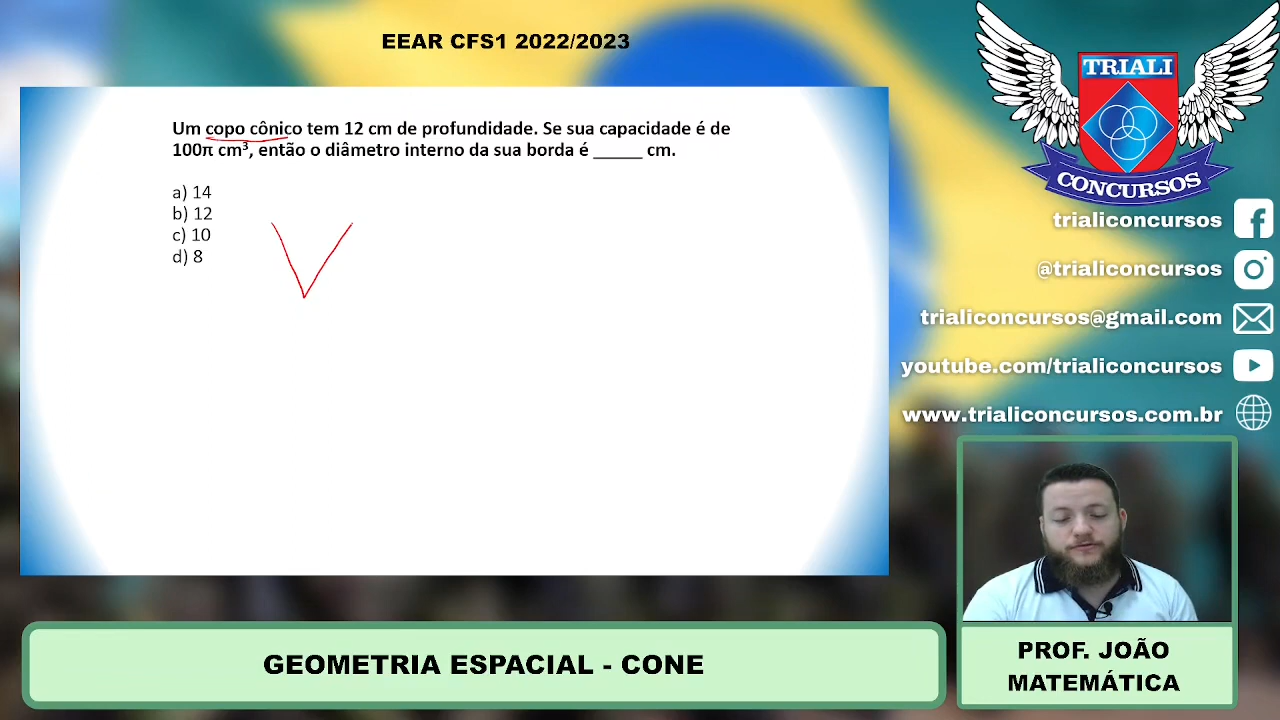 EEAR CFS1 2022/2023
TRIALI
CONCURSOS
Um copo cônico tem 12 cm de profundidade. Se sua capacidade é de
100π cm³, então o diâmetro interno da sua borda é ______ cm.
a) 14
b) 12
c) 10
d) 8
trialiconcursos
@trialiconcursos
trialiconcursos@gmail.com
youtube.com/trialiconcursos
www.trialiconcursos.com.br
GEOMETRIA ESPACIAL - CONE
PROF. JOÃO
MATEMÁTICA